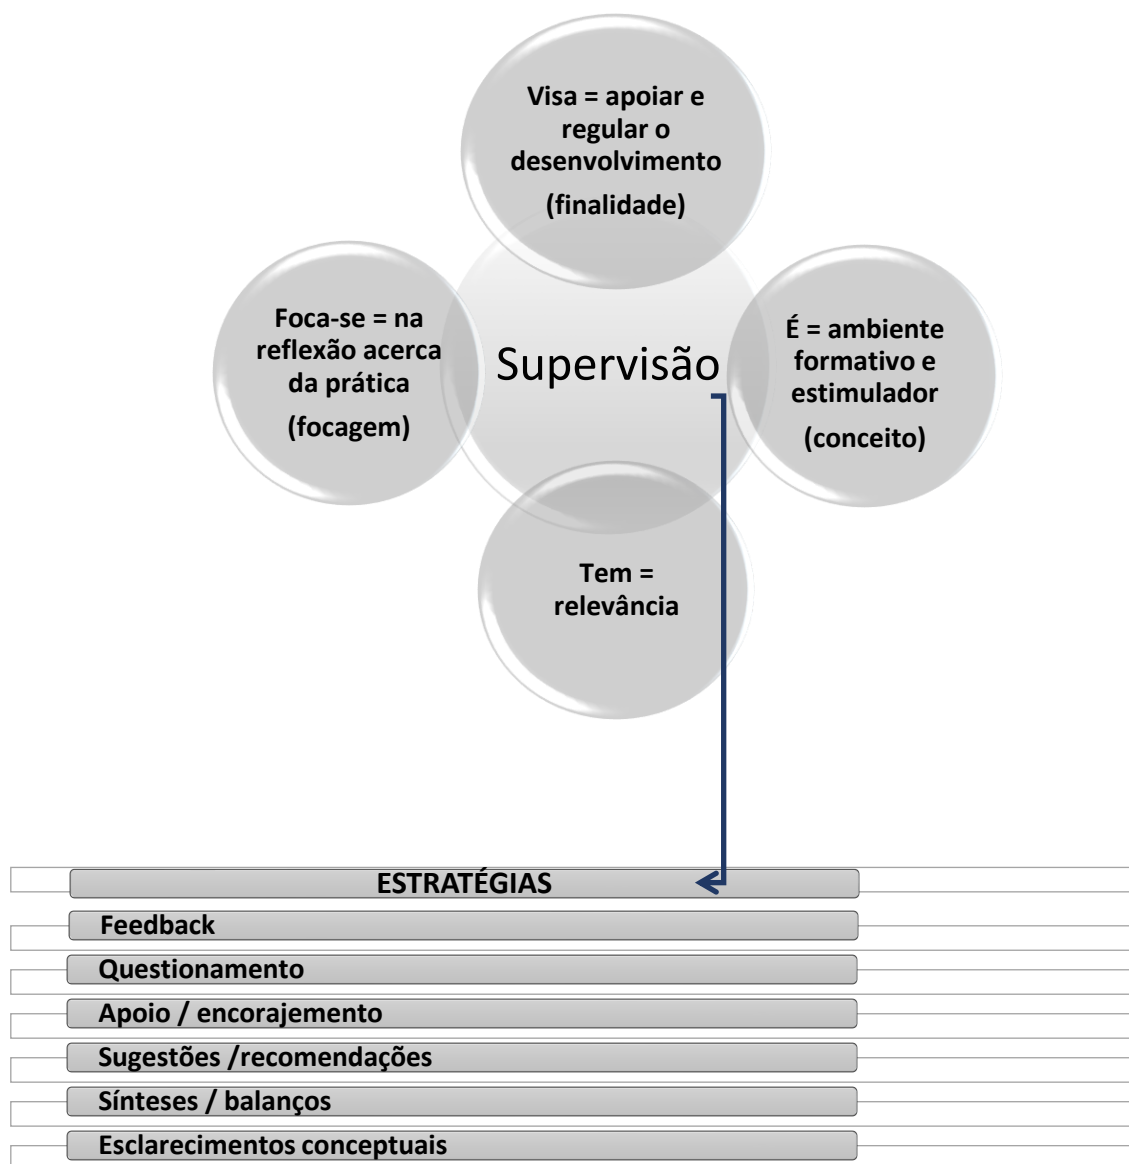 Visa = apoiar e
regular o
desenvolvimento
(finalidade)
Foca-se = na
reflexão acerca
da prática
(focagem)
Supervisão
É = ambiente
formativo e
estimulador
(conceito)
Tem =
relevância
ESTRATÉGIAS
Feedback
Questionamento
Apoio / encorajemento
Sugestões /recomendações
Sínteses / balanços
Esclarecimentos conceptuais